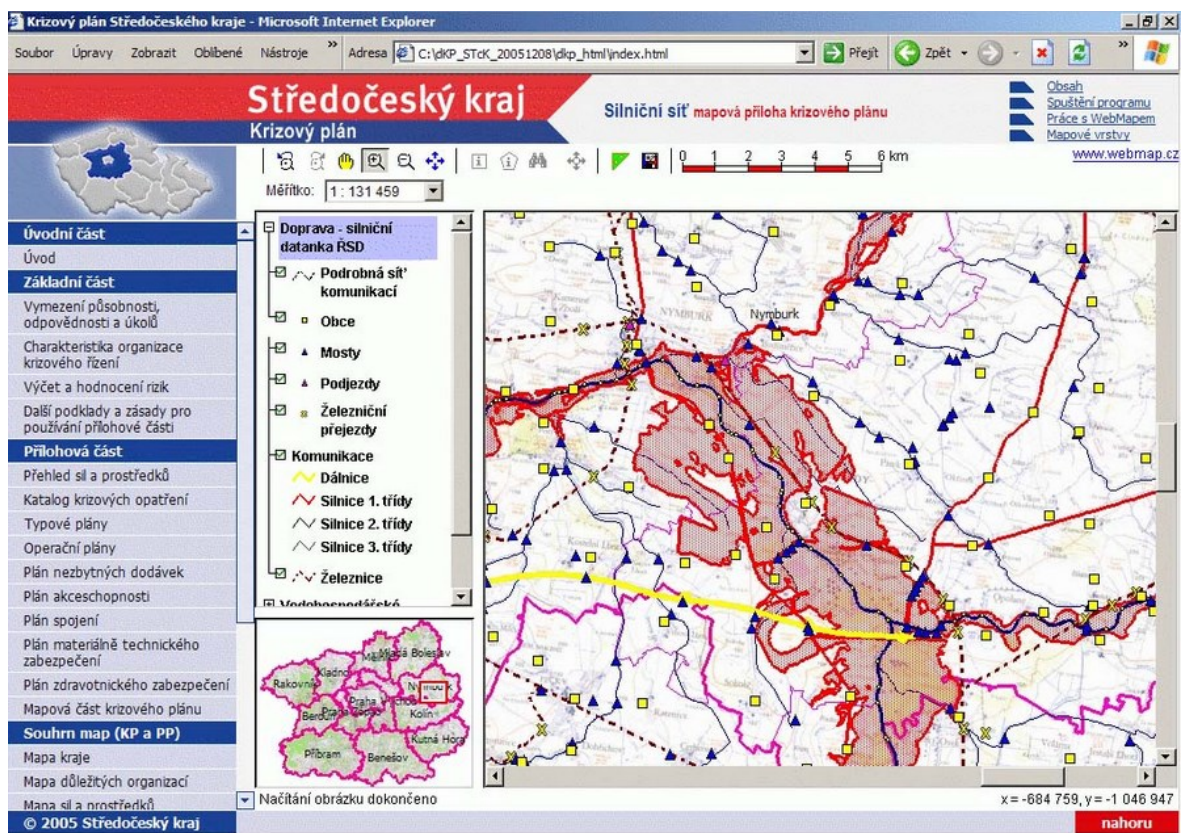 Krizový plán Středočeského kraje - Microsoft Internet Explorer
Soubor Úpravy Zobrazit Oblíbené Nástroje » Adresa C:\dKP_STcK_20051208\dkp_html\index.html Přejít Zpět »
Středočeský kraj
Krizový plán
Silniční síť mapová příloha krizového plánu
Obsah
Spuštění programu
Práce s WebMapem
Mapové vrstvy
www.webmap.cz
0 1 2 3 4 5 6 km
Měřítko: 1 : 131 459
Úvodní část
Úvod
Základní část
Vymezení působnosti,
odpovědnosti a úkolů
Charakteristika organizace
krizového řízení
Výčet a hodnocení rizik
Další podklady a zásady pro
používání přílohové části
Přílohová část
Přehled sil a prostředků
Katalog krizových opatření
Typové plány
Operační plány
Plán nezbytných dodávek
Plán akceschopnosti
Plán spojení
Plán materiálně technického
zabezpečení
Plán zdravotnického zabezpečení
Mapová část krizového plánu
Souhrn map (KP a PP)
Mapa kraje
Mapa důležitých organizací
Mapa sil a prostředků
© 2005 Středočeský kraj
Doprava - silniční
datanka ŘSD
Podrobná síť
komunikací
Obce
Mosty
Podjezdy
Železniční
přejezdy
Komunikace
Dálnice
Silnice 1. třídy
Silnice 2. třídy
Silnice 3. třídy
Železnice
Vodohospodářské
NYMBURK
Nymburk
Mladá Boleslav
Kladno
Rakovník
Nymburk
Kolín
Kutná Hora
Příbram
Benešov
Načítání obrázku dokončeno
x = -684 759, y = -1 046 947
nahoru